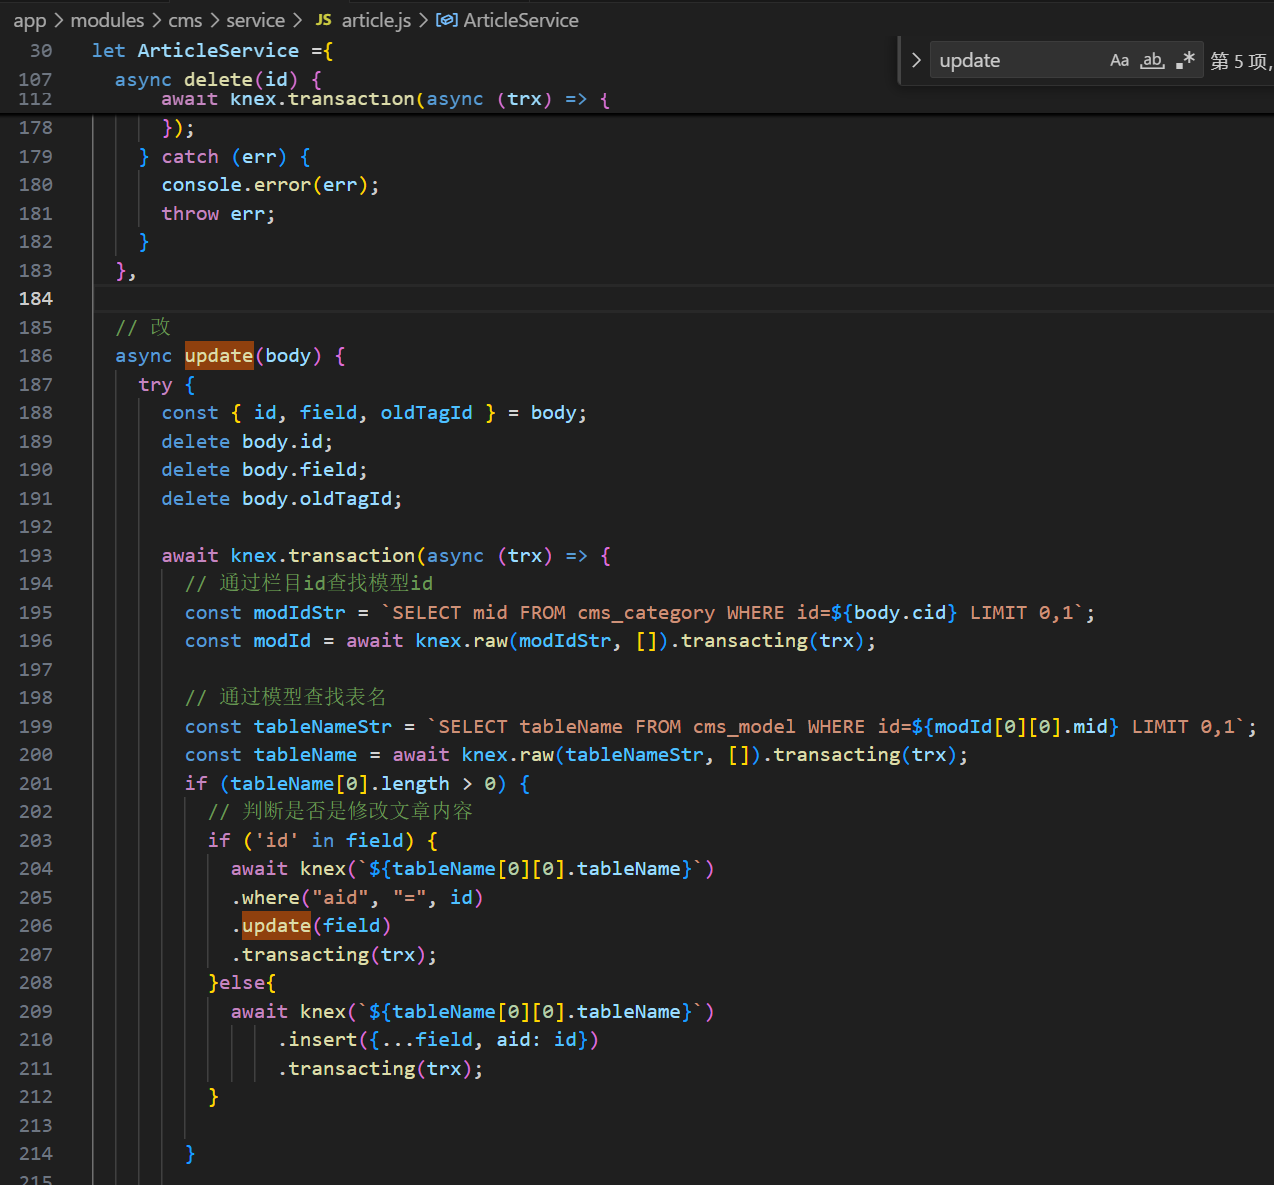 app > modules > cms > service > JS article.js > ArticleService
30 let ArticleService ={
107 async delete(id) {
112 await knex.transaction(async (trx) => {
> update Aa ab .* 第 5 项,
178 });
179 } catch (err) {
180 console.error(err);
181 throw err;
182 }
183 },
184
185 // 改
186 async update(body) {
187 try {
188 const { id, field, oldTagId } = body;
189 delete body.id;
190 delete body.field;
191 delete body.oldTagId;
192
193 await knex.transaction(async (trx) => {
194 // 通过栏目id查找模型id
195 const modIdStr = `SELECT mid FROM cms_category WHERE id=${body.cid} LIMIT 0,1`;
196 const modId = await knex.raw(modIdStr, []).transacting(trx);
197
198 // 通过模型查找表名
199 const tableNameStr = `SELECT tableName FROM cms_model WHERE id=${modId[0][0].mid} LIMIT 0,1`;
200 const tableName = await knex.raw(tableNameStr, []).transacting(trx);
201 if (tableName[0].length > 0) {
202 // 判断是否是修改文章内容
203 if ('id' in field) {
204 await knex(`${tableName[0][0].tableName}`)
205 .where("aid", "=", id)
206 .update(field)
207 .transacting(trx);
208 }else{
209 await knex(`${tableName[0][0].tableName}`)
210 .insert({...field, aid: id})
211 .transacting(trx);
212 }
213
214 }
215